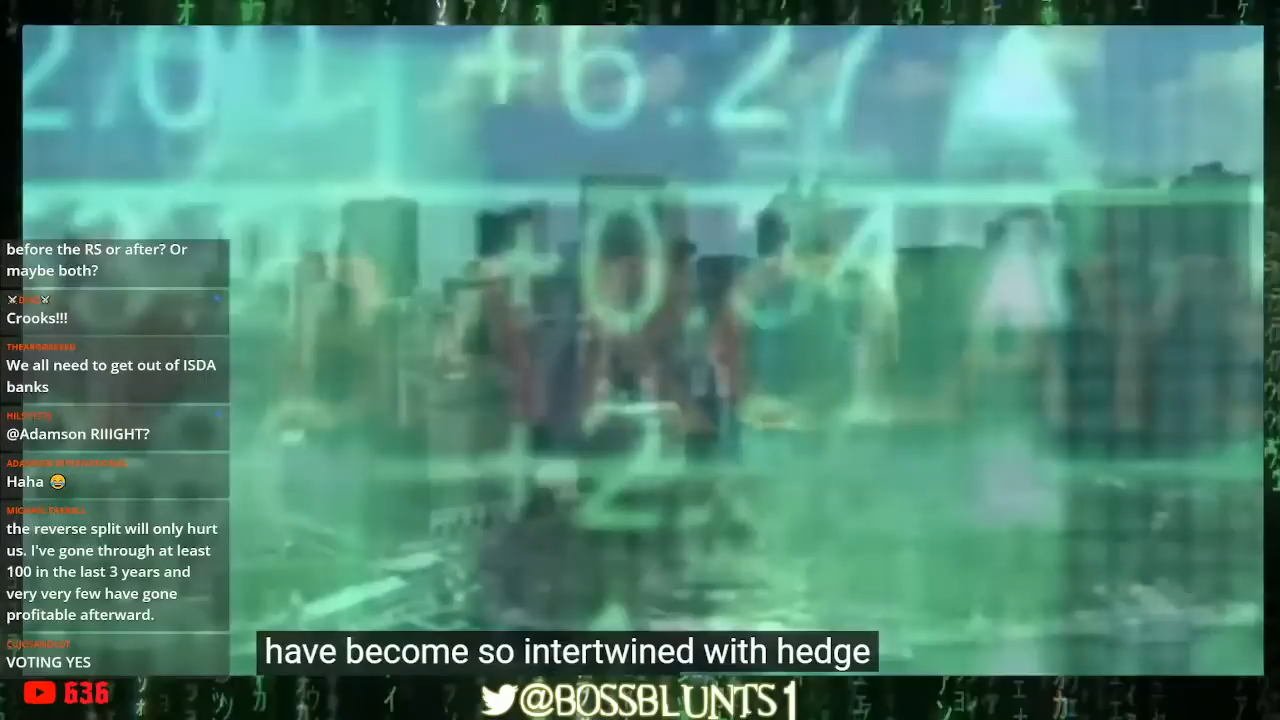 +6.27
before the RS or after? Or
maybe both?
Crooks!!!
We all need to get out of ISDA
banks
@Adamson RIIIGHT?
Haha 😂
the reverse split will only hurt
us. I've gone through at least
100 in the last 3 years and
very very few have gone
profitable afterward.
VOTING YES
have become so intertwined with hedge
636
@BOSSBLUNTS1